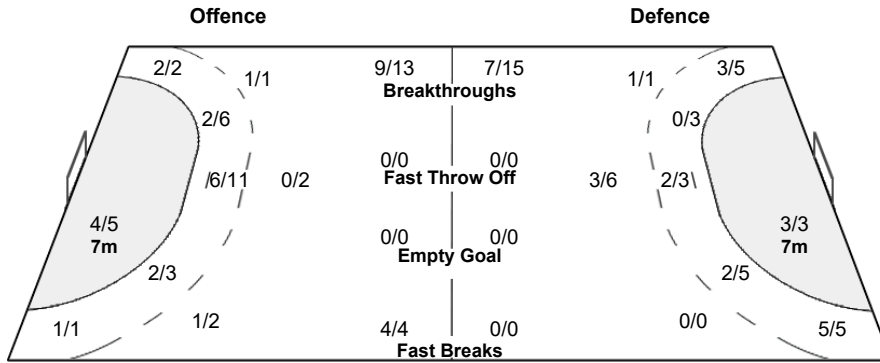 Offence Defence
2/2 1/1 9/13 7/15 1/1 3/5
Breakthroughs
2/6 0/3
0/0 0/0
6/11 0/2 Fast Throw Off 3/6 2/3
4/5 3/3
7m 7m
0/0 0/0
Empty Goal
2/3 2/5
1/1 1/2 4/4 0/0 0/0 5/5
Fast Breaks